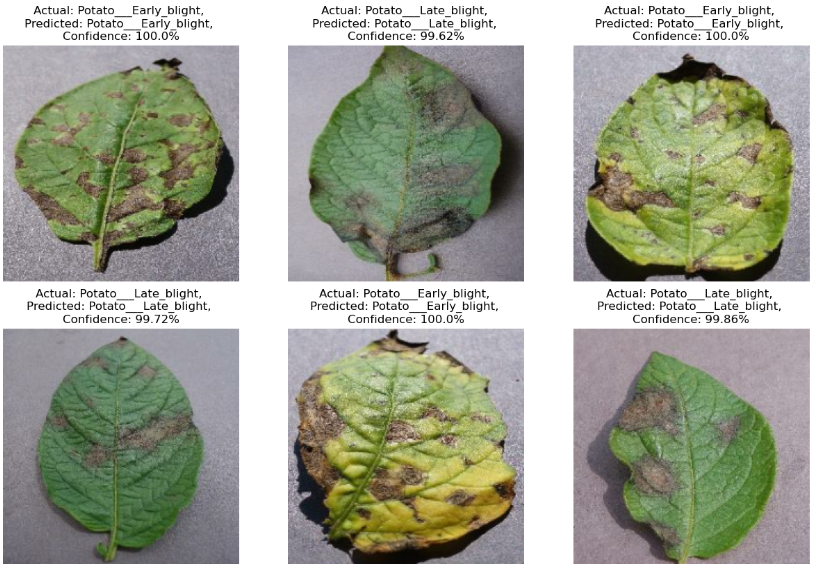 Actual: Potato___Early_blight,
Predicted: Potato___Early_blight,
Confidence: 100.0%
Actual: Potato___Late_blight,
Predicted: Potato___Late_blight,
Confidence: 99.62%
Actual: Potato___Early_blight,
Predicted: Potato___Early_blight,
Confidence: 100.0%
Actual: Potato___Late_blight,
Predicted: Potato___Late_blight,
Confidence: 99.72%
Actual: Potato___Early_blight,
Predicted: Potato___Early_blight,
Confidence: 100.0%
Actual: Potato___Late_blight,
Predicted: Potato___Late_blight,
Confidence: 99.86%